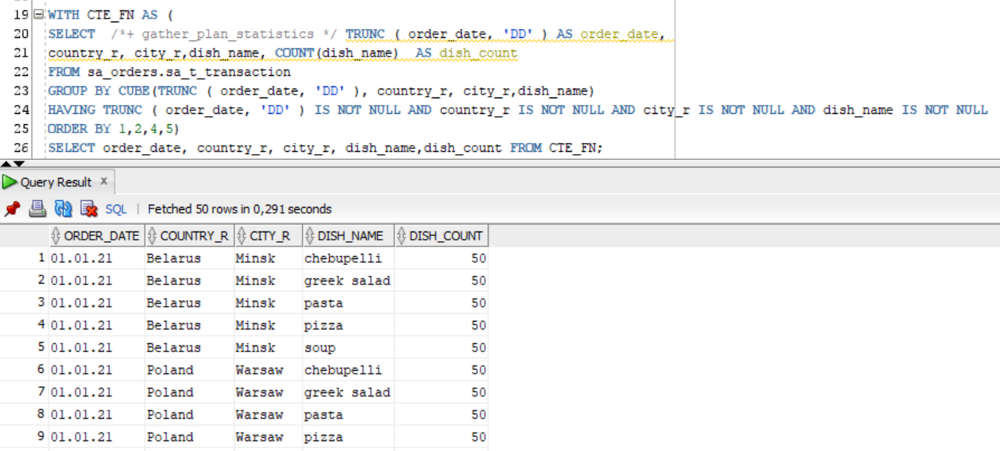 19 WITH CTE_FN AS (
20 SELECT /*+ gather_plan_statistics */ TRUNC ( order_date, 'DD' ) AS order_date,
21 country_r, city_r,dish_name, COUNT(dish_name) AS dish_count
22 FROM sa_orders.sa_t_transaction
23 GROUP BY CUBE(TRUNC ( order_date, 'DD' ), country_r, city_r,dish_name)
24 HAVING TRUNC ( order_date, 'DD' ) IS NOT NULL AND country_r IS NOT NULL AND city_r IS NOT NULL AND dish_name IS NOT NULL
25 ORDER BY 1,2,4,5)
26 SELECT order_date, country_r, city_r, dish_name,dish_count FROM CTE_FN;
Query Result x
SQL | Fetched 50 rows in 0,291 seconds
ORDER_DATE COUNTRY_R CITY_R DISH_NAME DISH_COUNT
1 01.01.21 Belarus Minsk chebupelli 50
2 01.01.21 Belarus Minsk greek salad 50
3 01.01.21 Belarus Minsk pasta 50
4 01.01.21 Belarus Minsk pizza 50
5 01.01.21 Belarus Minsk soup 50
6 01.01.21 Poland Warsaw chebupelli 50
7 01.01.21 Poland Warsaw greek salad 50
8 01.01.21 Poland Warsaw pasta 50
9 01.01.21 Poland Warsaw pizza 50